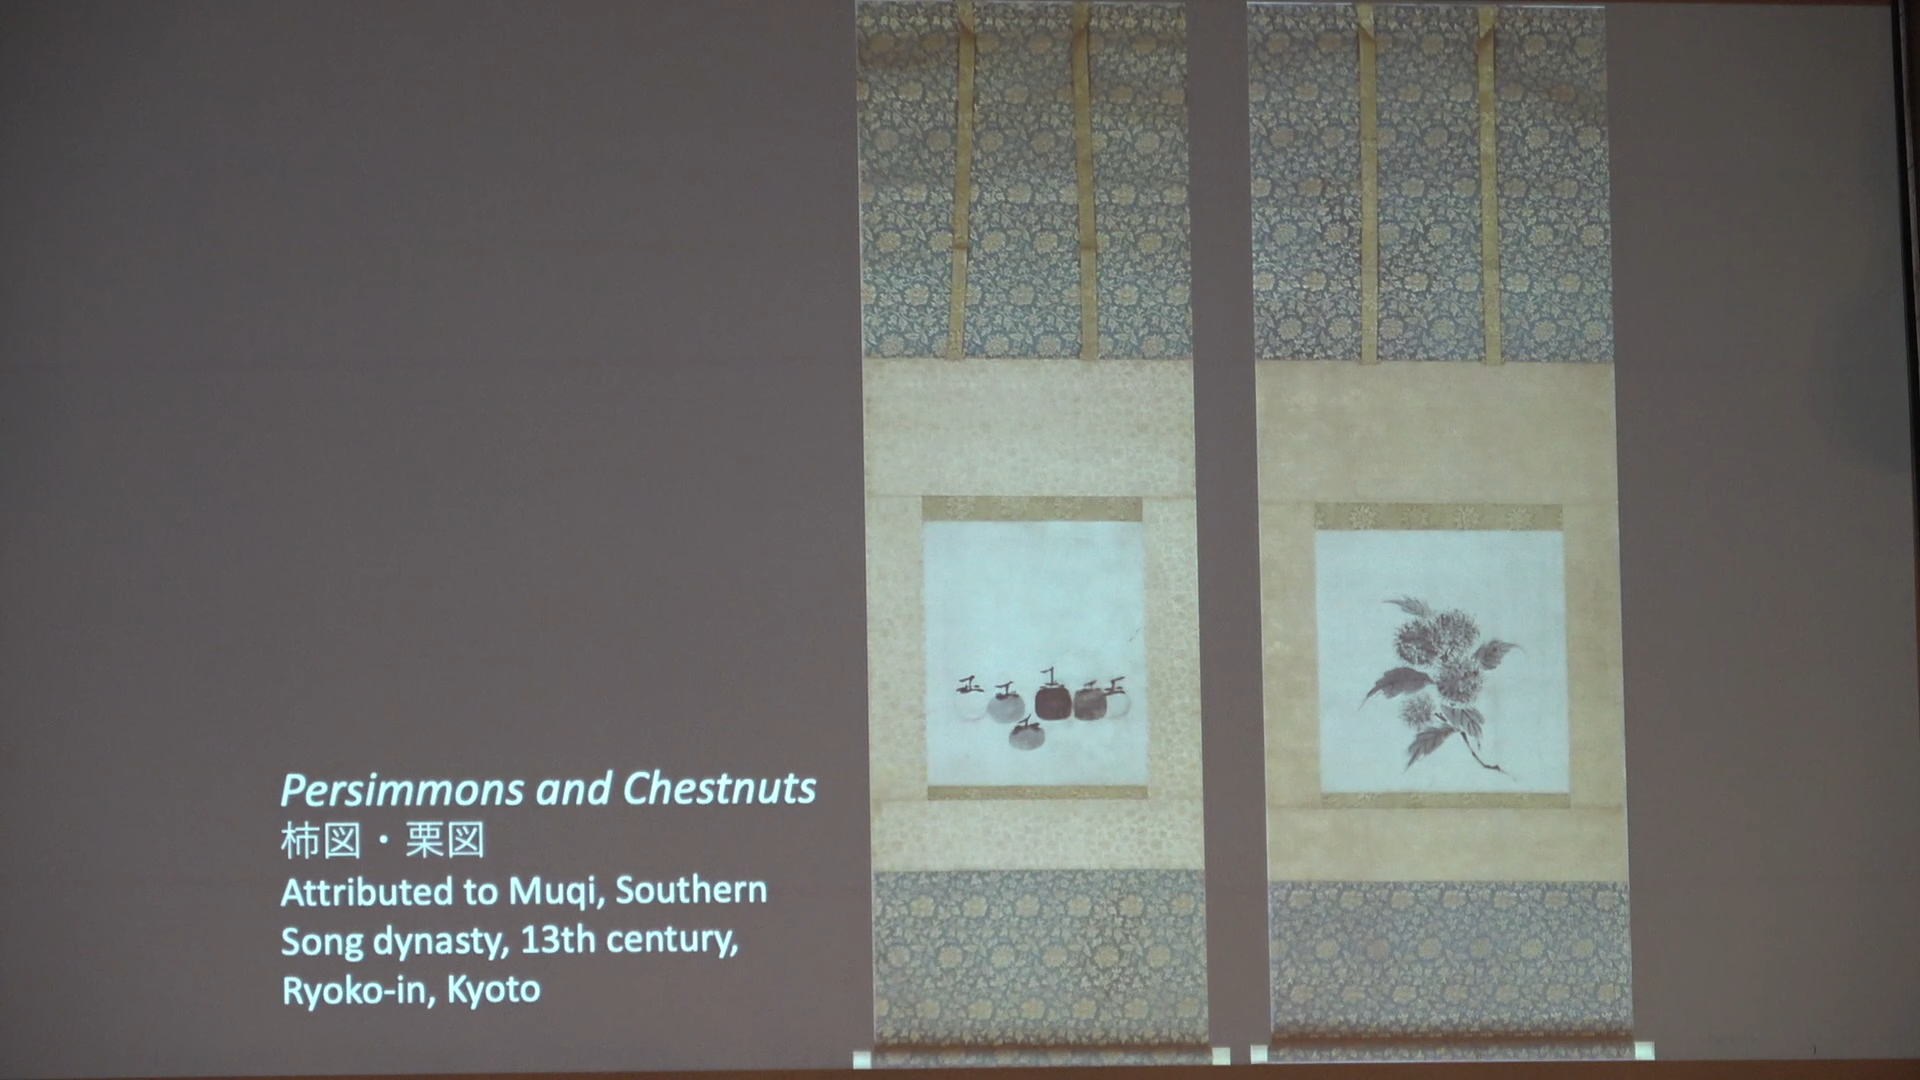 Persimmons and Chestnuts
柿図・栗図
Attributed to Muqi, Southern
Song dynasty, 13th century,
Ryoko-in, Kyoto